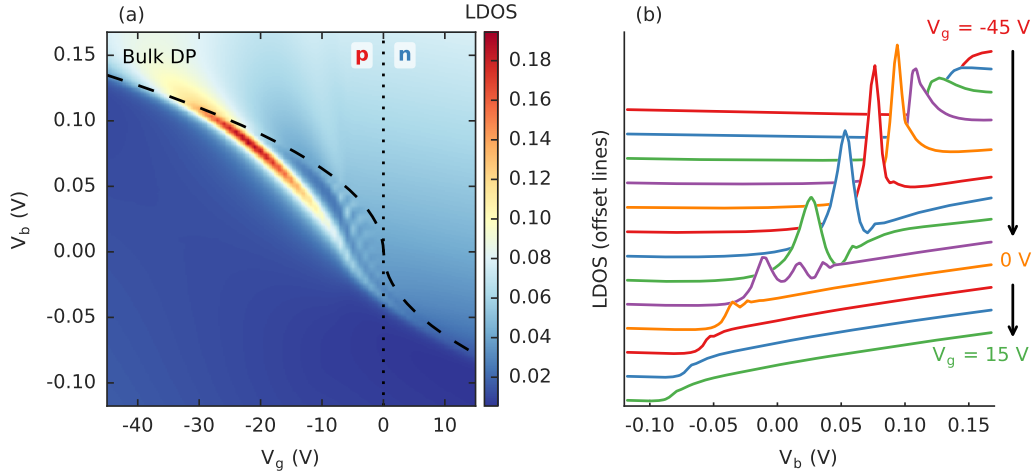 (a)
LDOS
Bulk DP
p
n
V_b (V)
0.15
0.10
0.05
0.00
-0.05
-0.10
-40
-30
-20
-10
0
10
V_g (V)
0.18
0.16
0.14
0.12
0.10
0.08
0.06
0.04
0.02
(b)
V_g = -45 V
0 V
V_g = 15 V
LDOS (offset lines)
-0.10
-0.05
0.00
0.05
0.10
0.15
V_b (V)